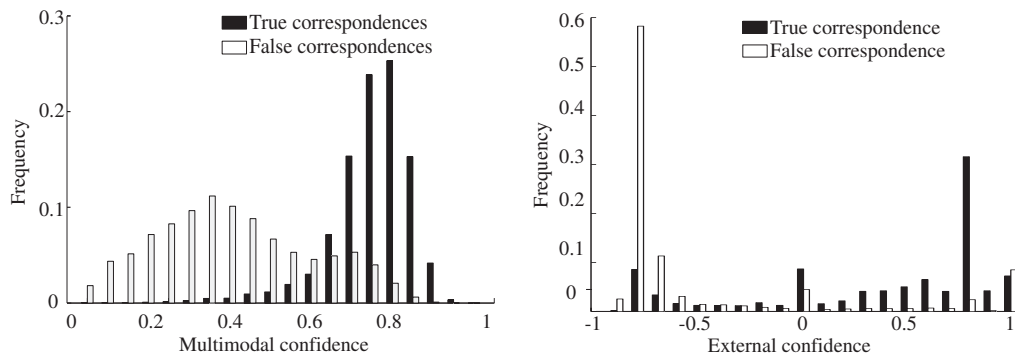 0.3
True correspondences
False correspondences
0.2
Frequency
0.1
0
0 0.2 0.4 0.6 0.8 1
Multimodal confidence
0.6
True correspondence
False correspondence
0.6
0.4
0.3
Frequency
0.2
0.1
0
-1 -0.5 0 0.5 1
External confidence